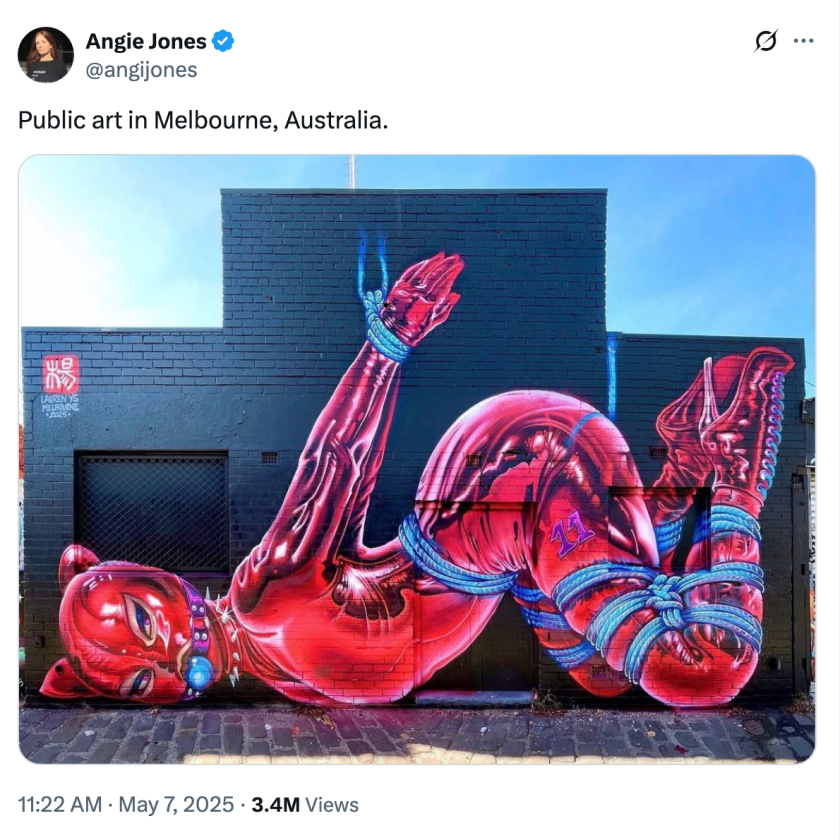 Angie Jones
@angijones
Public art in Melbourne, Australia.
LAUREN YS
MELBOURNE
•2025•
11
11:22 AM · May 7, 2025 · 3.4M Views